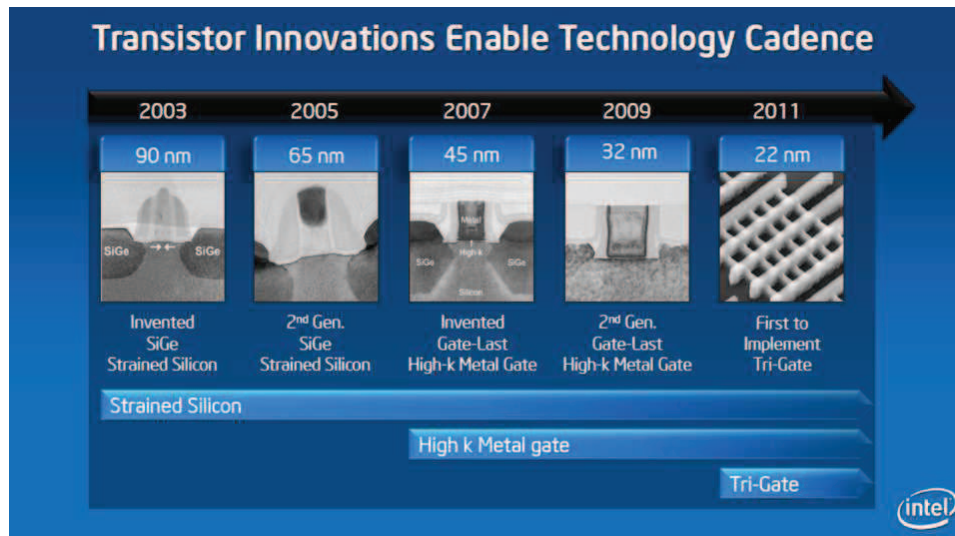 Transistor Innovations Enable Technology Cadence
2003 2005 2007 2009 2011
90 nm 65 nm 45 nm 32 nm 22 nm
SiGe SiGe
Metal
High-k
SiGe SiGe
Silicon
Invented
SiGe
Strained Silicon
2nd Gen.
SiGe
Strained Silicon
Invented
Gate-Last
High-k Metal Gate
2nd Gen.
Gate-Last
High-k Metal Gate
First to
Implement
Tri-Gate
Strained Silicon
High k Metal gate
Tri-Gate
intel